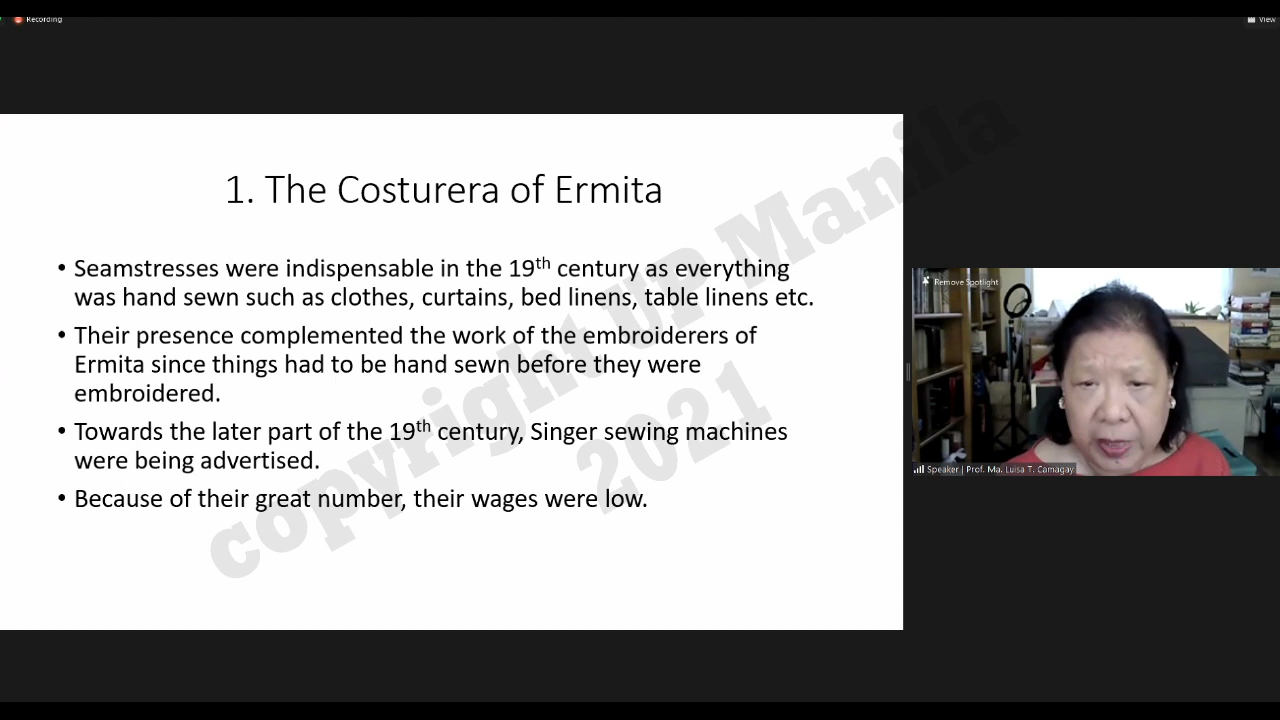 Recording
View
1. The Costurera of Ermita
• Seamstresses were indispensable in the 19th century as everything
was hand sewn such as clothes, curtains, bed linens, table linens etc.
• Their presence complemented the work of the embroiderers of
Ermita since things had to be hand sewn before they were
embroidered.
• Towards the later part of the 19th century, Singer sewing machines
were being advertised.
• Because of their great number, their wages were low.
copyright UP Manila
2021
Remove Spotlight
Speaker | Prof. Ma. Luisa T. Camagay